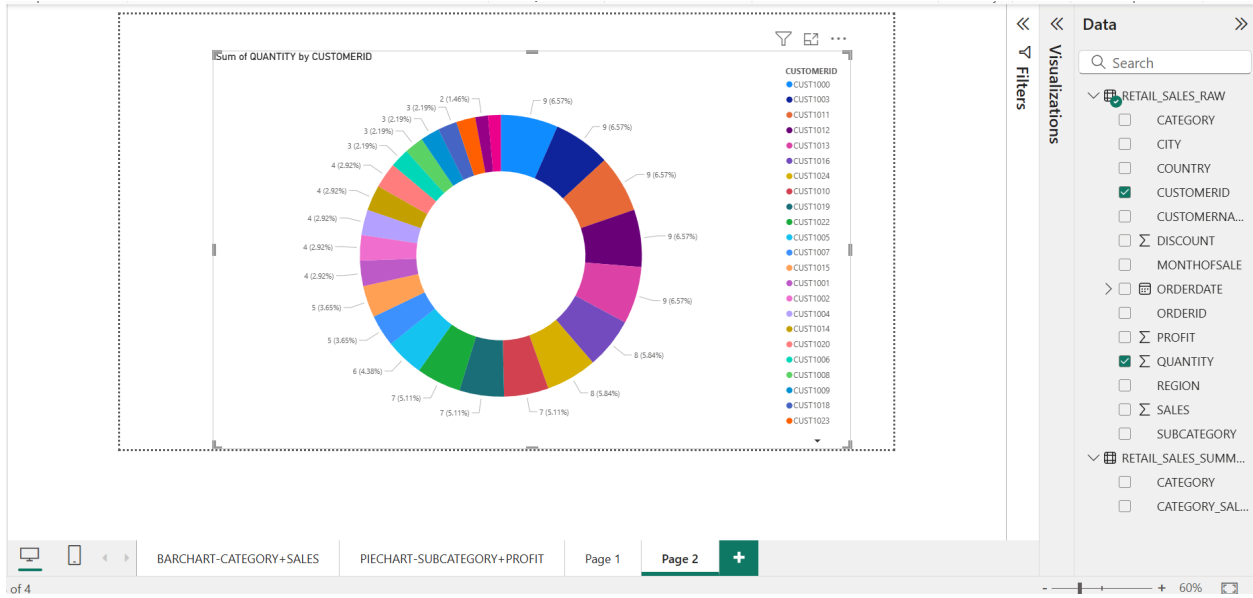 Sum of QUANTITY by CUSTOMERID
CUSTOMERID
CUST1000
CUST1003
CUST1011
CUST1012
CUST1013
CUST1016
CUST1024
CUST1010
CUST1019
CUST1022
CUST1005
CUST1007
CUST1015
CUST1001
CUST1002
CUST1004
CUST1014
CUST1020
CUST1006
CUST1008
CUST1009
CUST1018
CUST1023
9 (6.57%)
9 (6.57%)
9 (6.57%)
9 (6.57%)
9 (6.57%)
8 (5.84%)
8 (5.84%)
7 (5.11%)
7 (5.11%)
7 (5.11%)
6 (4.38%)
5 (3.65%)
5 (3.65%)
4 (2.92%)
4 (2.92%)
4 (2.92%)
4 (2.92%)
4 (2.92%)
3 (2.19%)
3 (2.19%)
3 (2.19%)
3 (2.19%)
2 (1.46%)
Filters
Visualizations
Data
Search
RETAIL_SALES_RAW
CATEGORY
CITY
COUNTRY
CUSTOMERID
CUSTOMERNA...
DISCOUNT
MONTHOFSALE
ORDERDATE
ORDERID
PROFIT
QUANTITY
REGION
SALES
SUBCATEGORY
RETAIL_SALES_SUMM...
CATEGORY
CATEGORY_SAL...
BARCHART-CATEGORY+SALES
PIECHART-SUBCATEGORY+PROFIT
Page 1
Page 2
of 4
60%